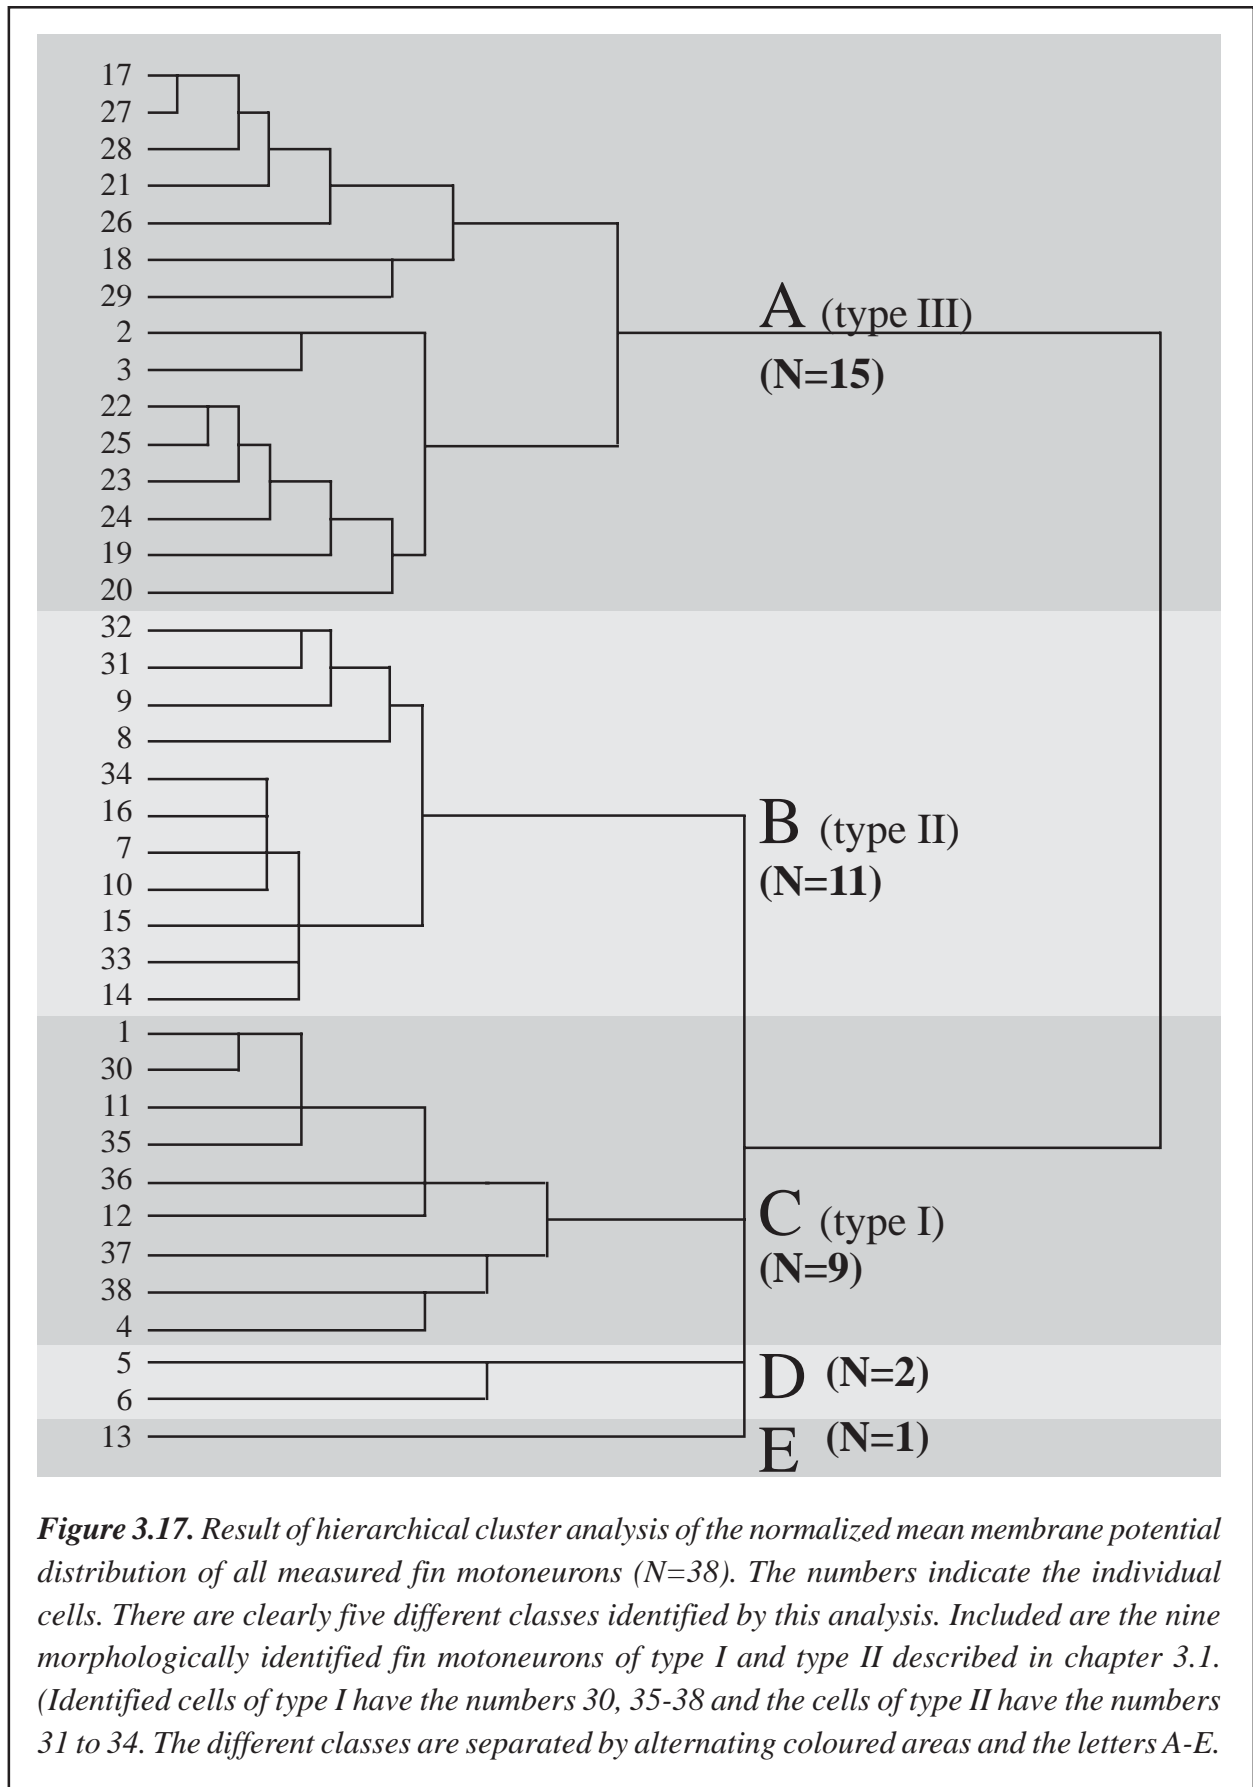 17
27
28
21
26
18
29
2
3
22
25
23
24
19
20
A (type III)
(N=15)
32
31
9
8
34
16
7
10
15
33
14
B (type II)
(N=11)
1
30
11
35
36
12
37
38
4
C (type I)
(N=9)
5
6
D (N=2)
13
E (N=1)
Figure 3.17. Result of hierarchical cluster analysis of the normalized mean membrane potential
distribution of all measured fin motoneurons (N=38). The numbers indicate the individual
cells. There are clearly five different classes identified by this analysis. Included are the nine
morphologically identified fin motoneurons of type I and type II described in chapter 3.1.
(Identified cells of type I have the numbers 30, 35-38 and the cells of type II have the numbers
31 to 34. The different classes are separated by alternating coloured areas and the letters A-E.